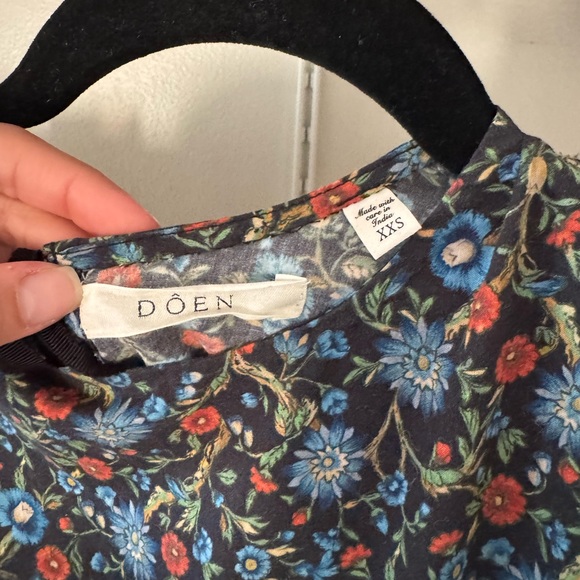 DÔEN
Made with
care in
India
XXS